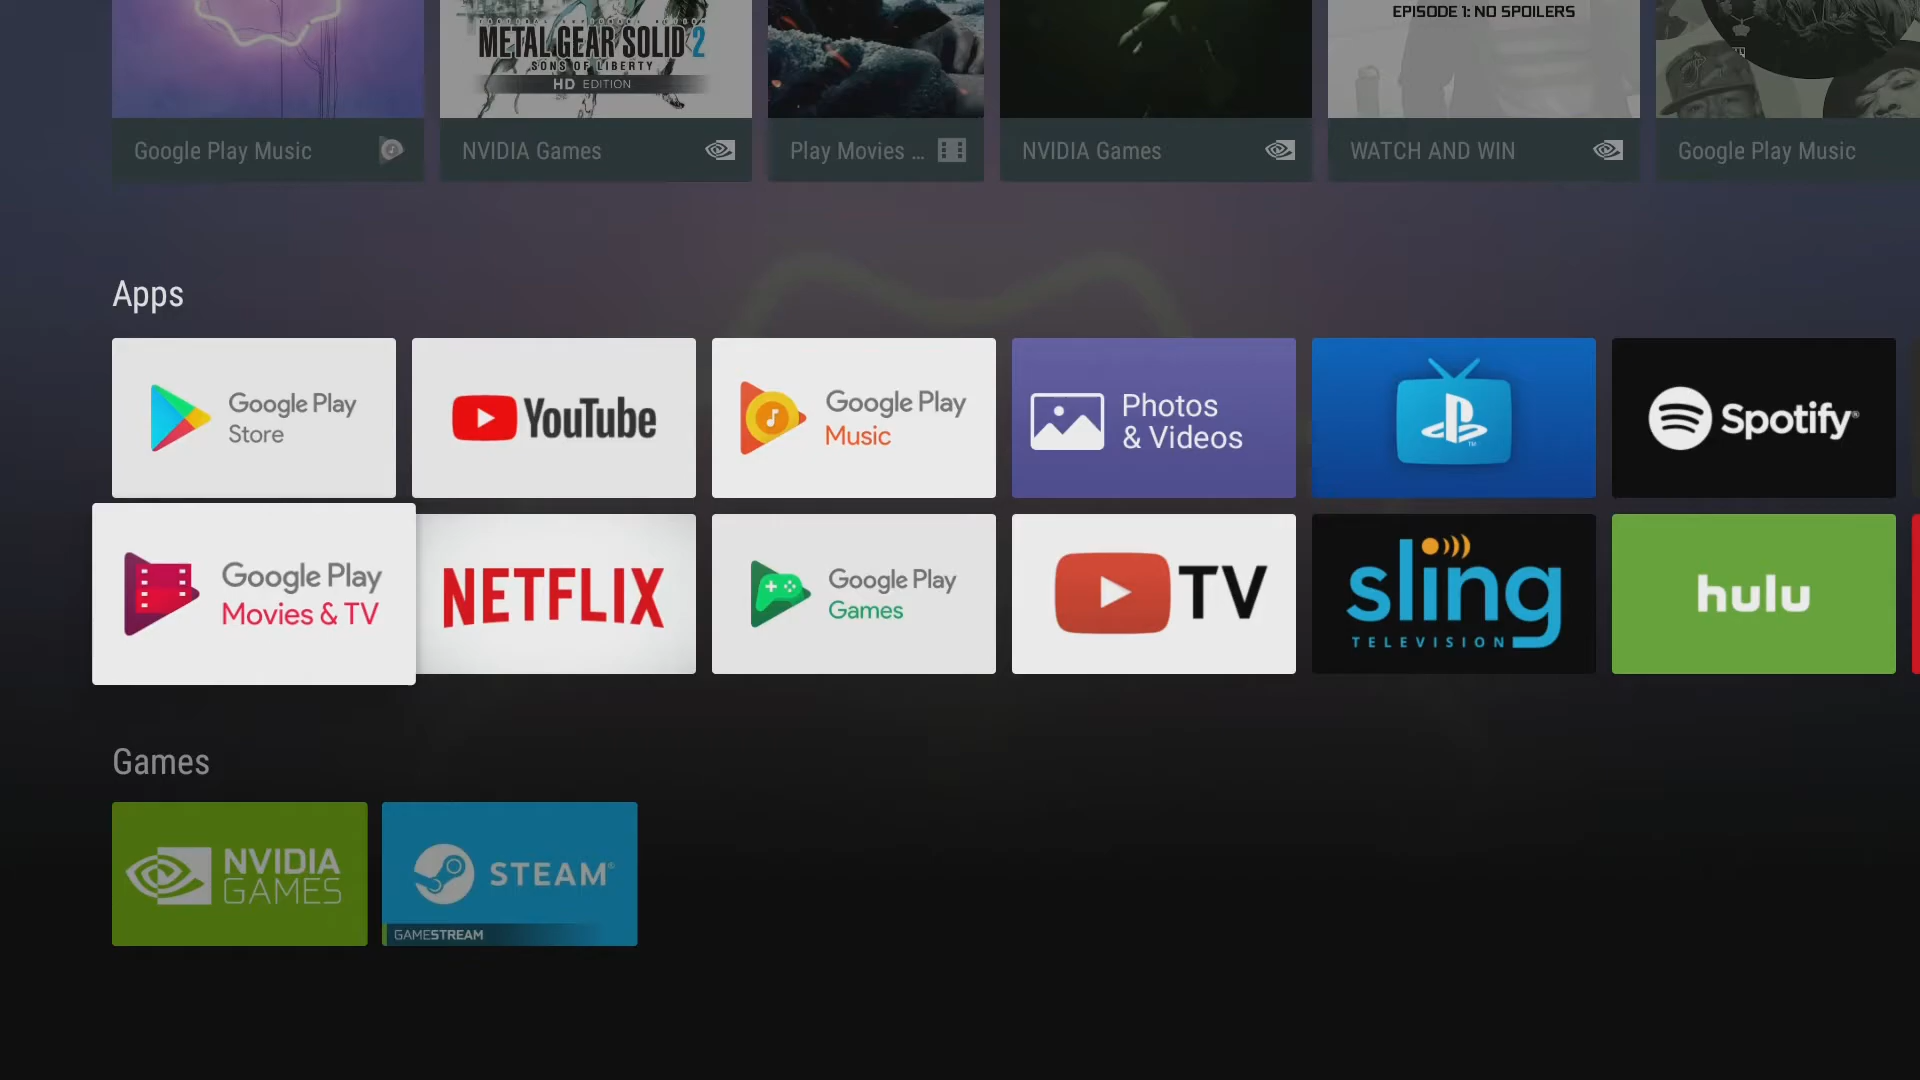 EPISODE 1: NO SPOILERS
METAL GEAR SOLID 2
SONS OF LIBERTY
HD EDITION
Google Play Music
NVIDIA Games
Play Movies ...
NVIDIA Games
WATCH AND WIN
Google Play Music
Apps
Google Play
Store
YouTube
Google Play
Music
Photos
& Videos
Spotify®
Google Play
Movies & TV
NETFLIX
Google Play
Games
TV
sling
TELEVISION
hulu
Games
NVIDIA
GAMES
STEAM®
GAMESTREAM